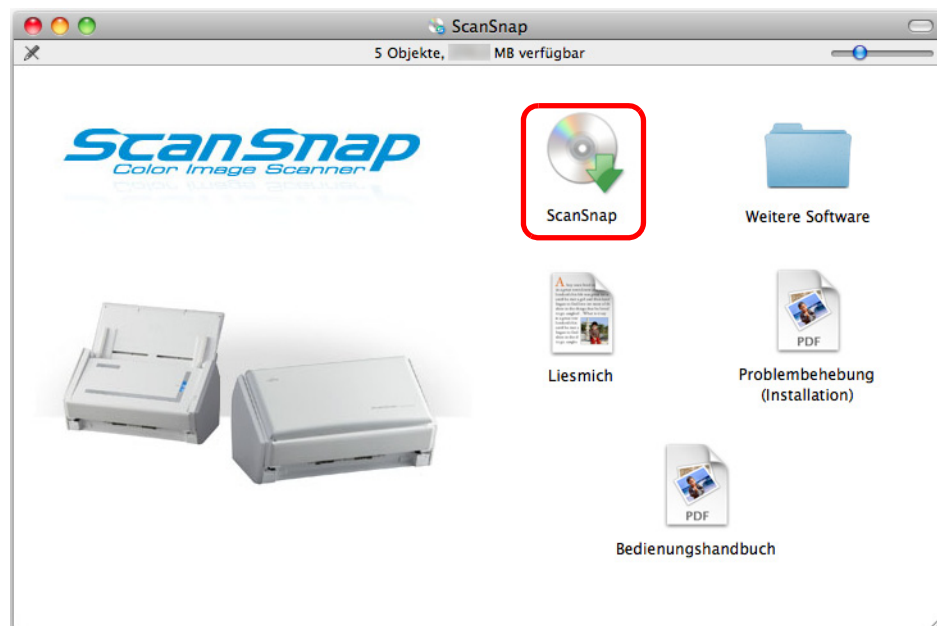 ScanSnap
5 Objekte, MB verfügbar
ScanSnap
Color Image Scanner
ScanSnap
Weitere Software
Liesmich
PDF
Problembehebung
(Installation)
PDF
Bedienungshandbuch